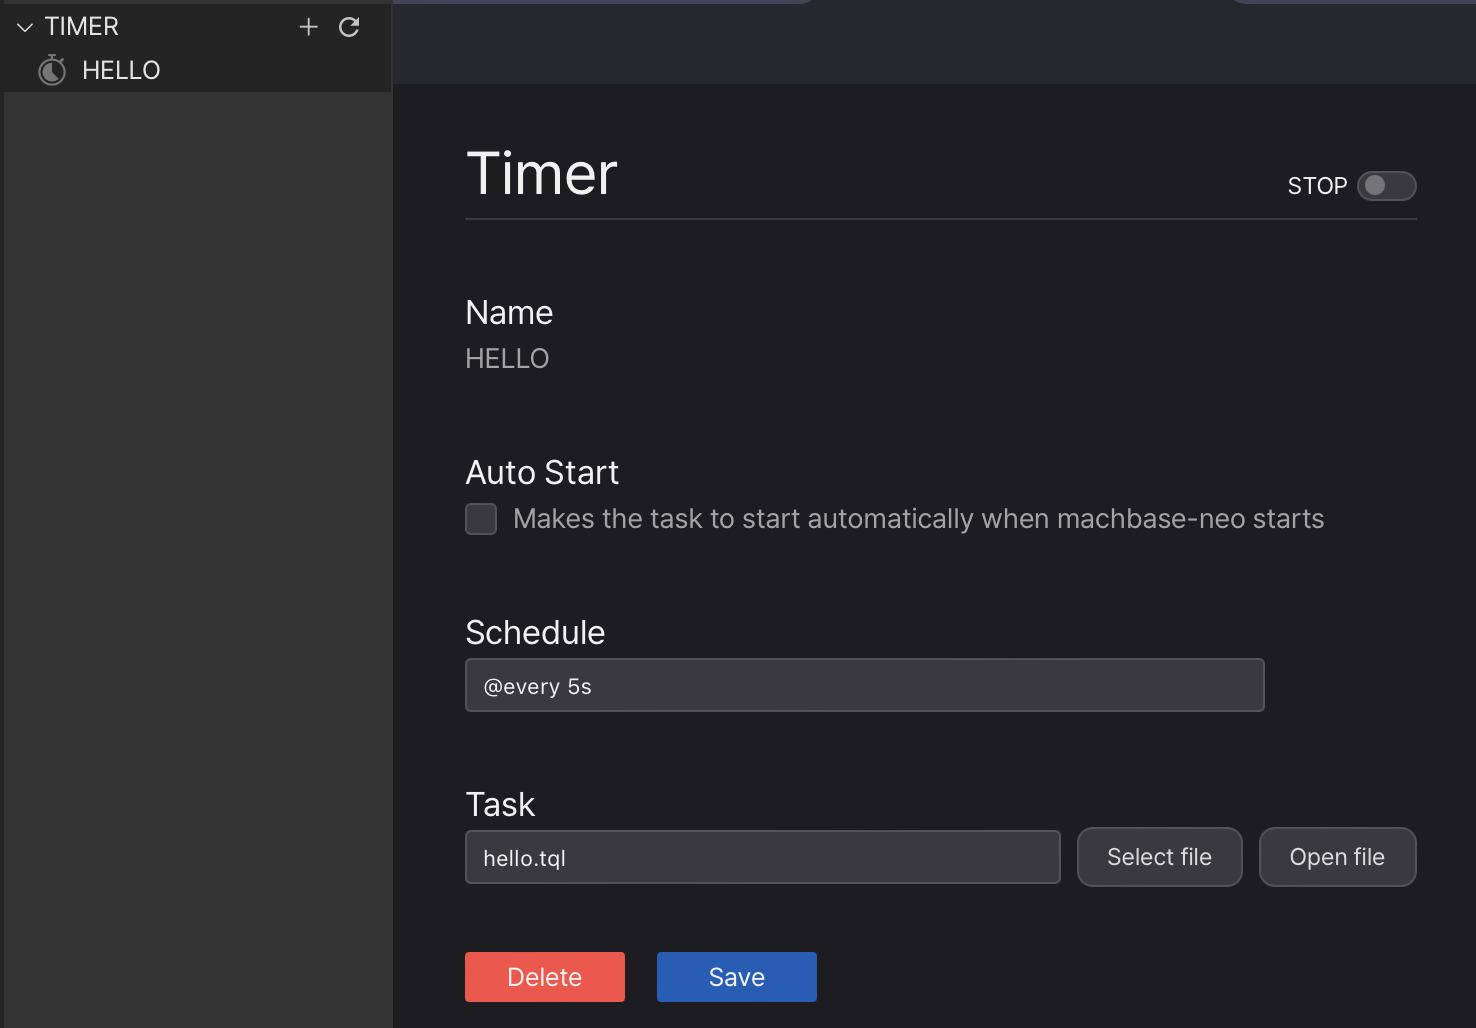 TIMER
HELLO
Timer
STOP
Name
HELLO
Auto Start
Makes the task to start automatically when machbase-neo starts
Schedule
@every 5s
Task
hello.tql
Select file
Open file
Delete
Save